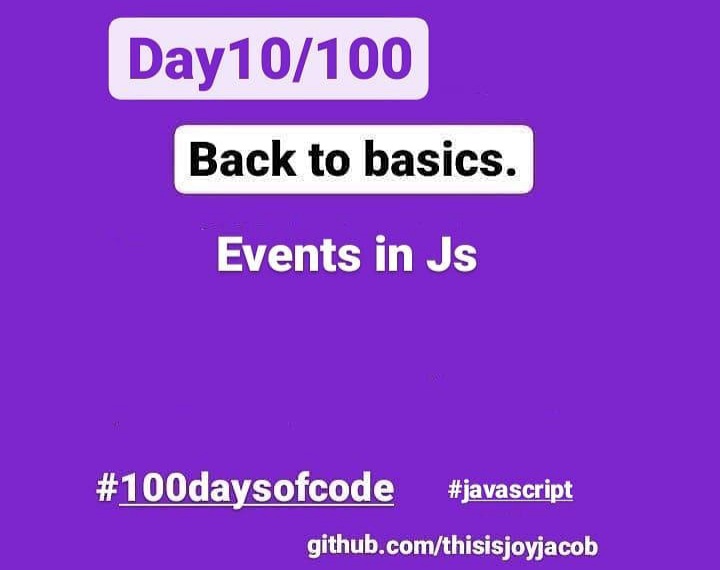 Day10/100
Back to basics.
Events in Js
#100daysofcode #javascript
github.com/thisisjoyjacob